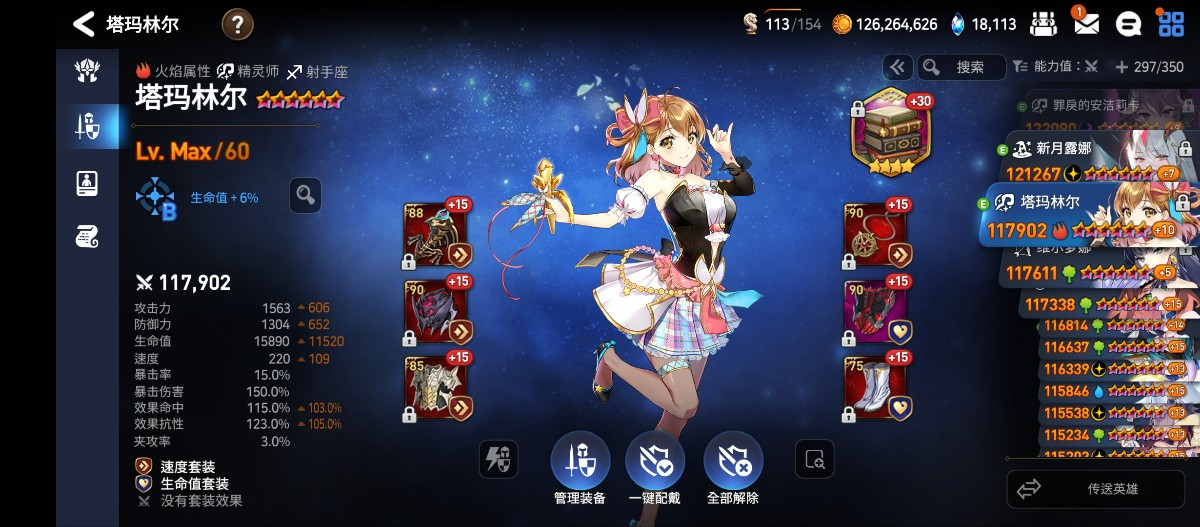 塔玛林尔
?
113/154
126,264,626
18,113
1
火焰属性 精灵师 射手座
塔玛林尔
Lv. Max/60
B 生命值 + 6%
117,902
攻击力 1563 606
防御力 1304 652
生命值 15890 11520
速度 220 109
暴击率 15.0%
暴击伤害 150.0%
效果命中 115.0% 103.0%
效果抗性 123.0% 105.0%
夹攻率 3.0%
速度套装
生命值套装
没有套装效果
88 +15
90 +15
85 +15
+30
90 +15
90 +15
75 +15
管理装备
一键配戴
全部解除
搜索
能力值：
297/350
罪戾的安洁莉卡
E 新月露娜
121267 +7
E 塔玛林尔
117902 +10
117611 +5
117338 +15
116814 +14
116637 +15
116339 +13
115846 +15
115538 +13
115234 +13
传送英雄